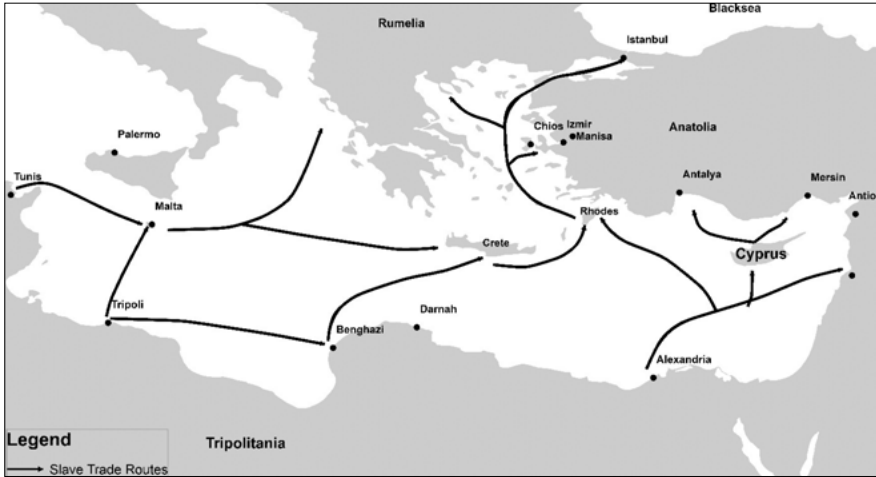 Blacksea
Rumelia
Istanbul
Chios
Izmir
Manisa
Anatolia
Palermo
Tunis
Antalya
Mersin
Antio
Malta
Rhodes
Crete
Cyprus
Tripoli
Darnah
Benghazi
Alexandria
Legend
Tripolitania
Slave Trade Routes